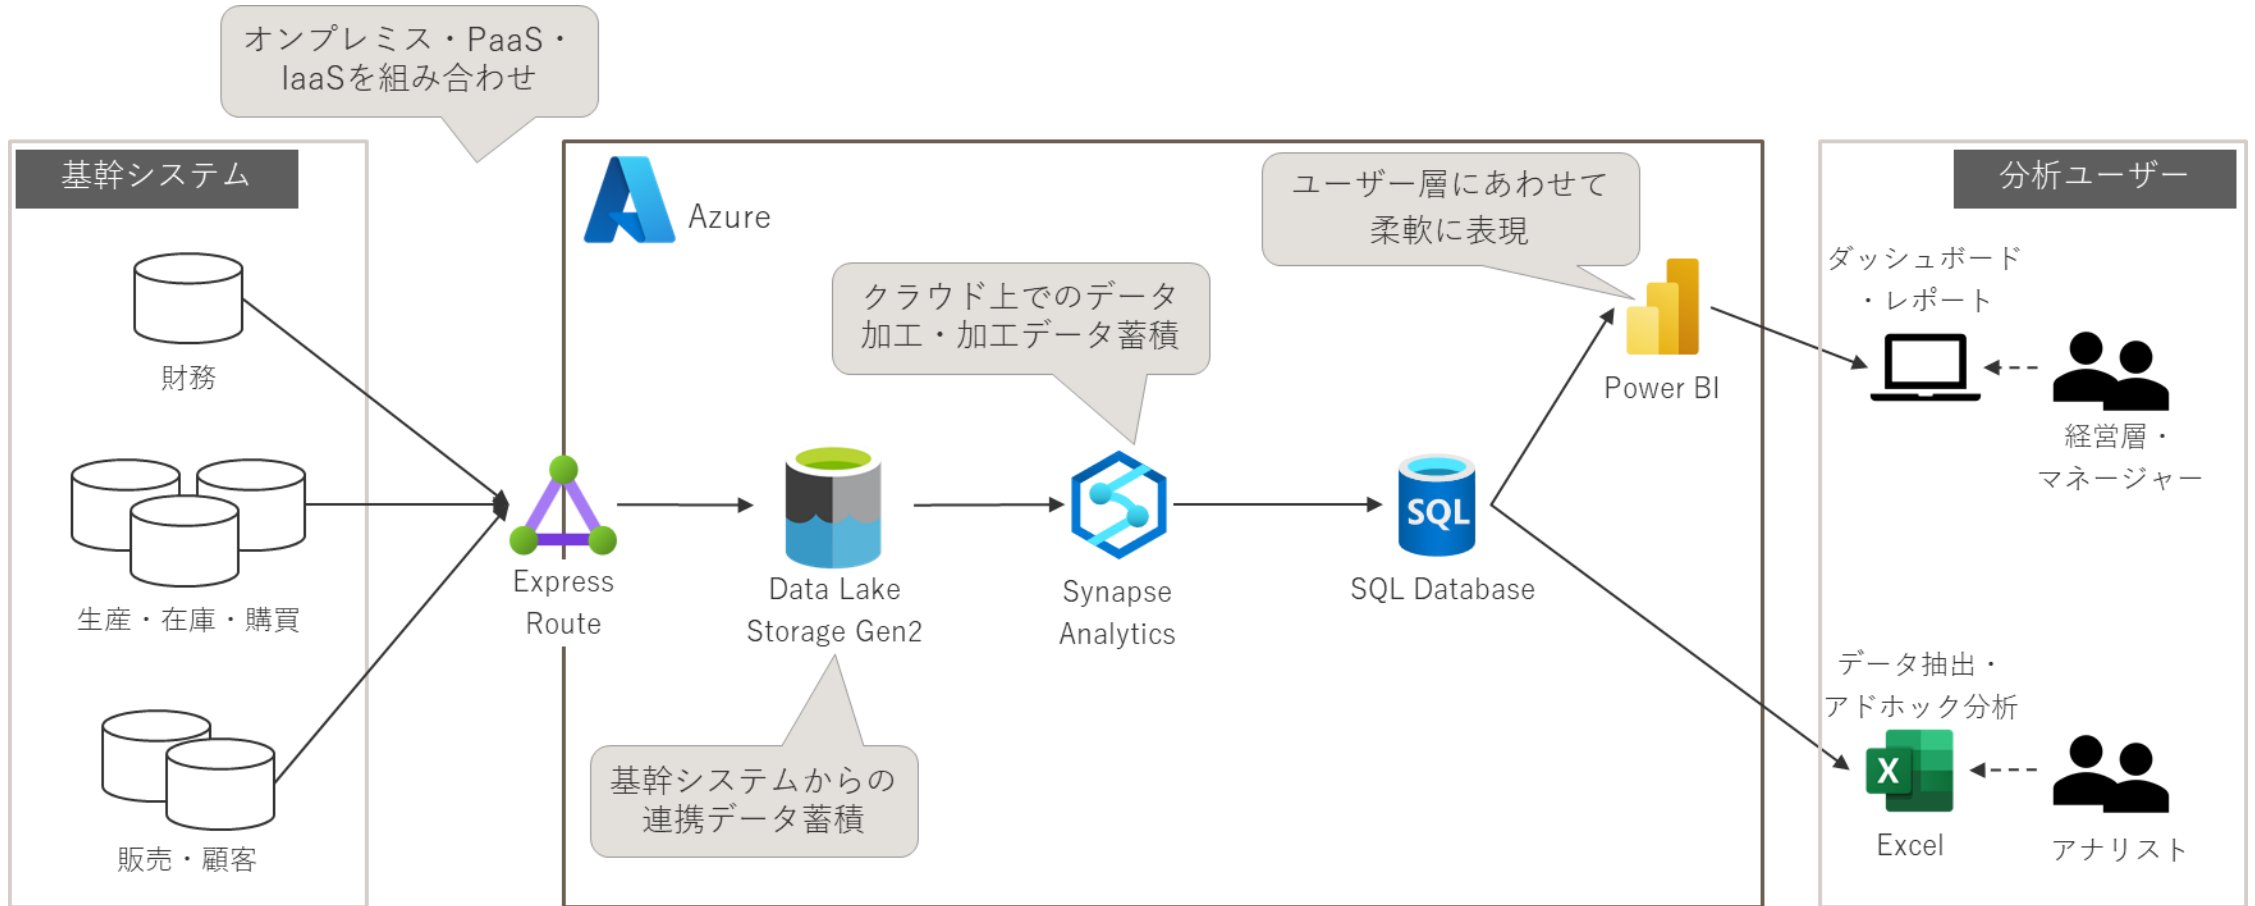 オンプレミス・PaaS・
IaaSを組み合わせ
基幹システム
財務
生産・在庫・購買
販売・顧客
Azure
Express
Route
Data Lake
Storage Gen2
基幹システムからの
連携データ蓄積
クラウド上でのデータ
加工・加工データ蓄積
Synapse
Analytics
SQL
SQL Database
ユーザー層にあわせて
柔軟に表現
Power BI
分析ユーザー
ダッシュボード
・レポート
経営層・
マネージャー
データ抽出・
アドホック分析
X
Excel
アナリスト